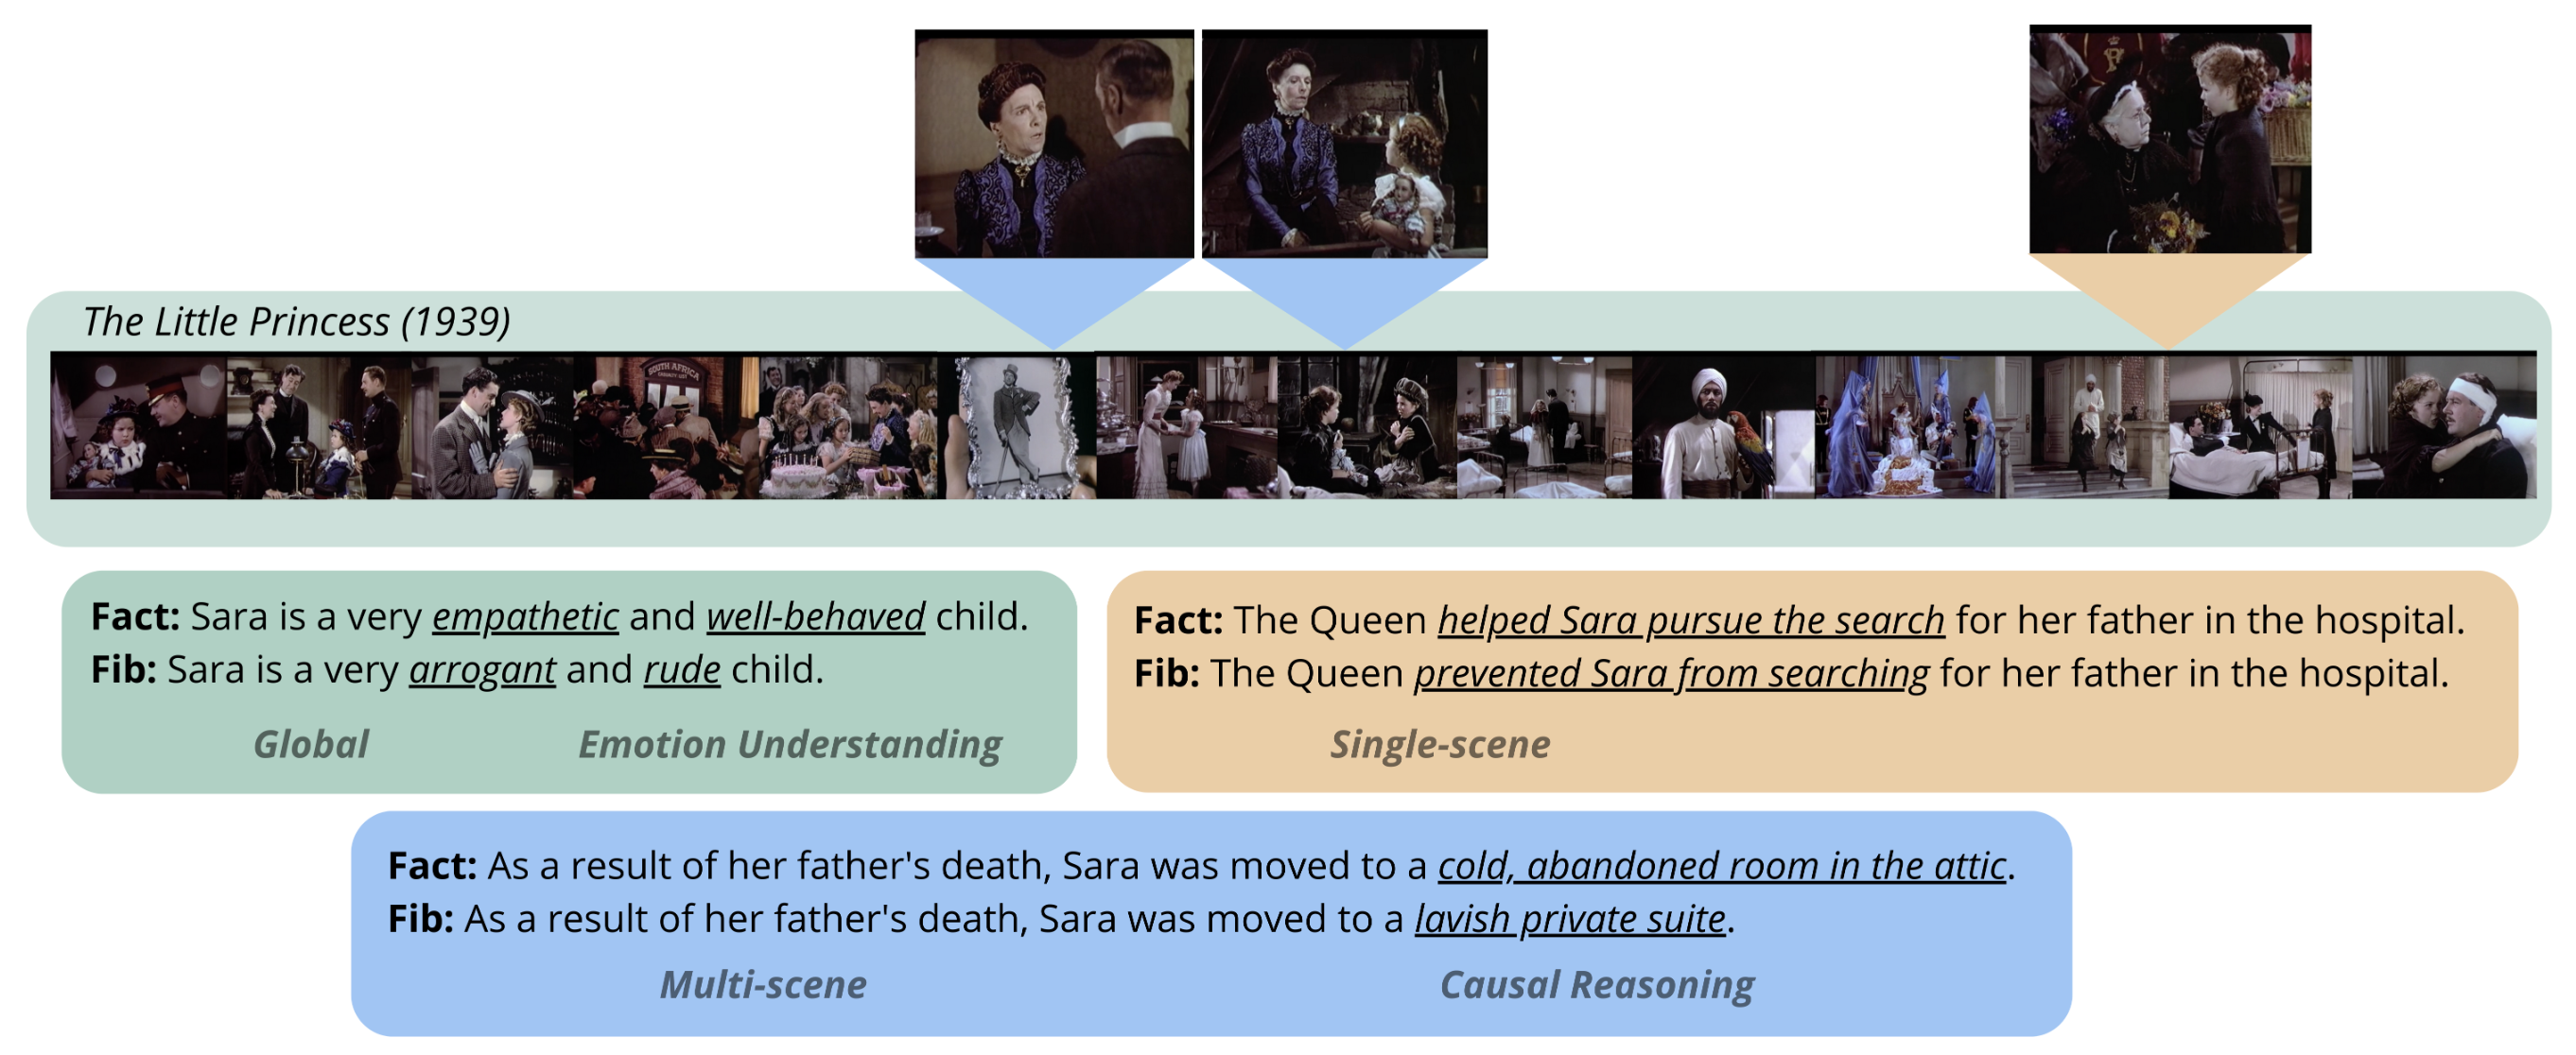 The Little Princess (1939)
SOUTH AFRICA
Fact: Sara is a very empathetic and well-behaved child.
Fib: Sara is a very arrogant and rude child.
Global Emotion Understanding
Fact: The Queen helped Sara pursue the search for her father in the hospital.
Fib: The Queen prevented Sara from searching for her father in the hospital.
Single-scene
Fact: As a result of her father's death, Sara was moved to a cold, abandoned room in the attic.
Fib: As a result of her father's death, Sara was moved to a lavish private suite.
Multi-scene Causal Reasoning